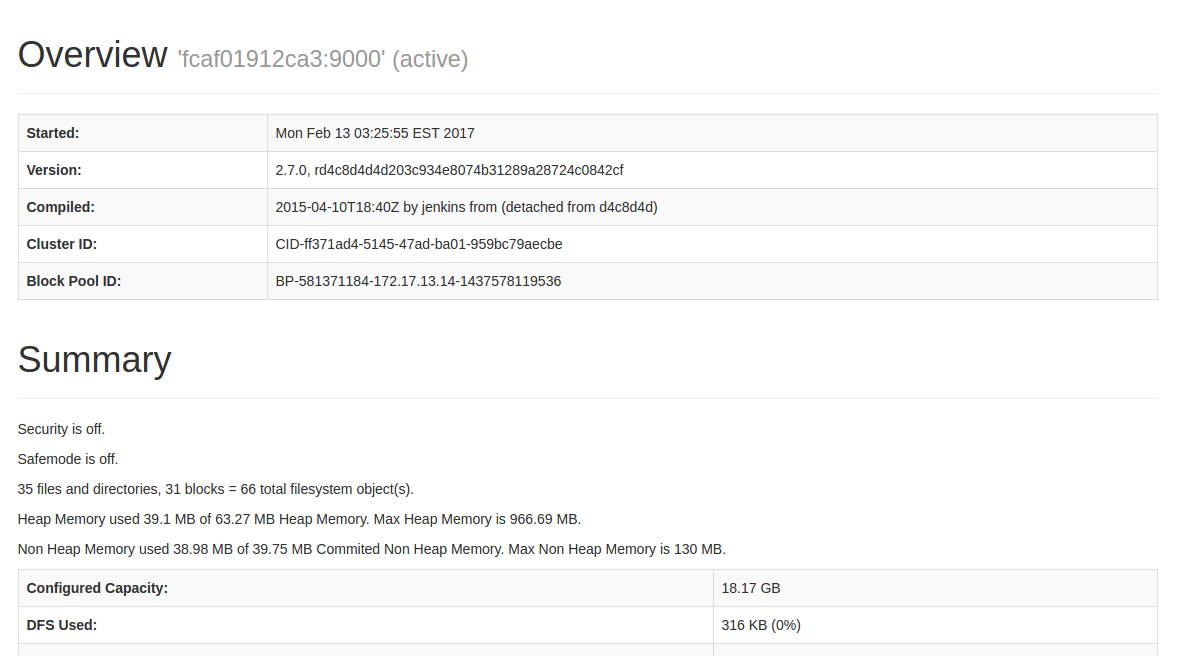 Overview 'fcaf01912ca3:9000' (active)
Started: Mon Feb 13 03:25:55 EST 2017
Version: 2.7.0, rd4c8d4d4d203c934e8074b31289a28724c0842cf
Compiled: 2015-04-10T18:40Z by jenkins from (detached from d4c8d4d)
Cluster ID: CID-ff371ad4-5145-47ad-ba01-959bc79aecbe
Block Pool ID: BP-581371184-172.17.13.14-1437578119536
Summary
Security is off.
Safemode is off.
35 files and directories, 31 blocks = 66 total filesystem object(s).
Heap Memory used 39.1 MB of 63.27 MB Heap Memory. Max Heap Memory is 966.69 MB.
Non Heap Memory used 38.98 MB of 39.75 MB Commited Non Heap Memory. Max Non Heap Memory is 130 MB.
Configured Capacity: 18.17 GB
DFS Used: 316 KB (0%)